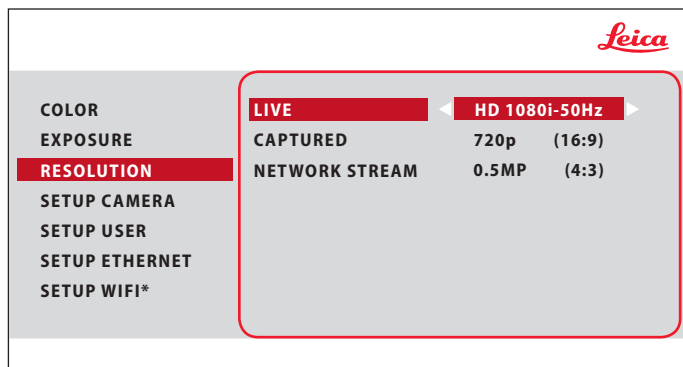 Leica
COLOR
EXPOSURE
RESOLUTION
SETUP CAMERA
SETUP USER
SETUP ETHERNET
SETUP WIFI*
LIVE HD 1080i-50Hz
CAPTURED 720p (16:9)
NETWORK STREAM 0.5MP (4:3)